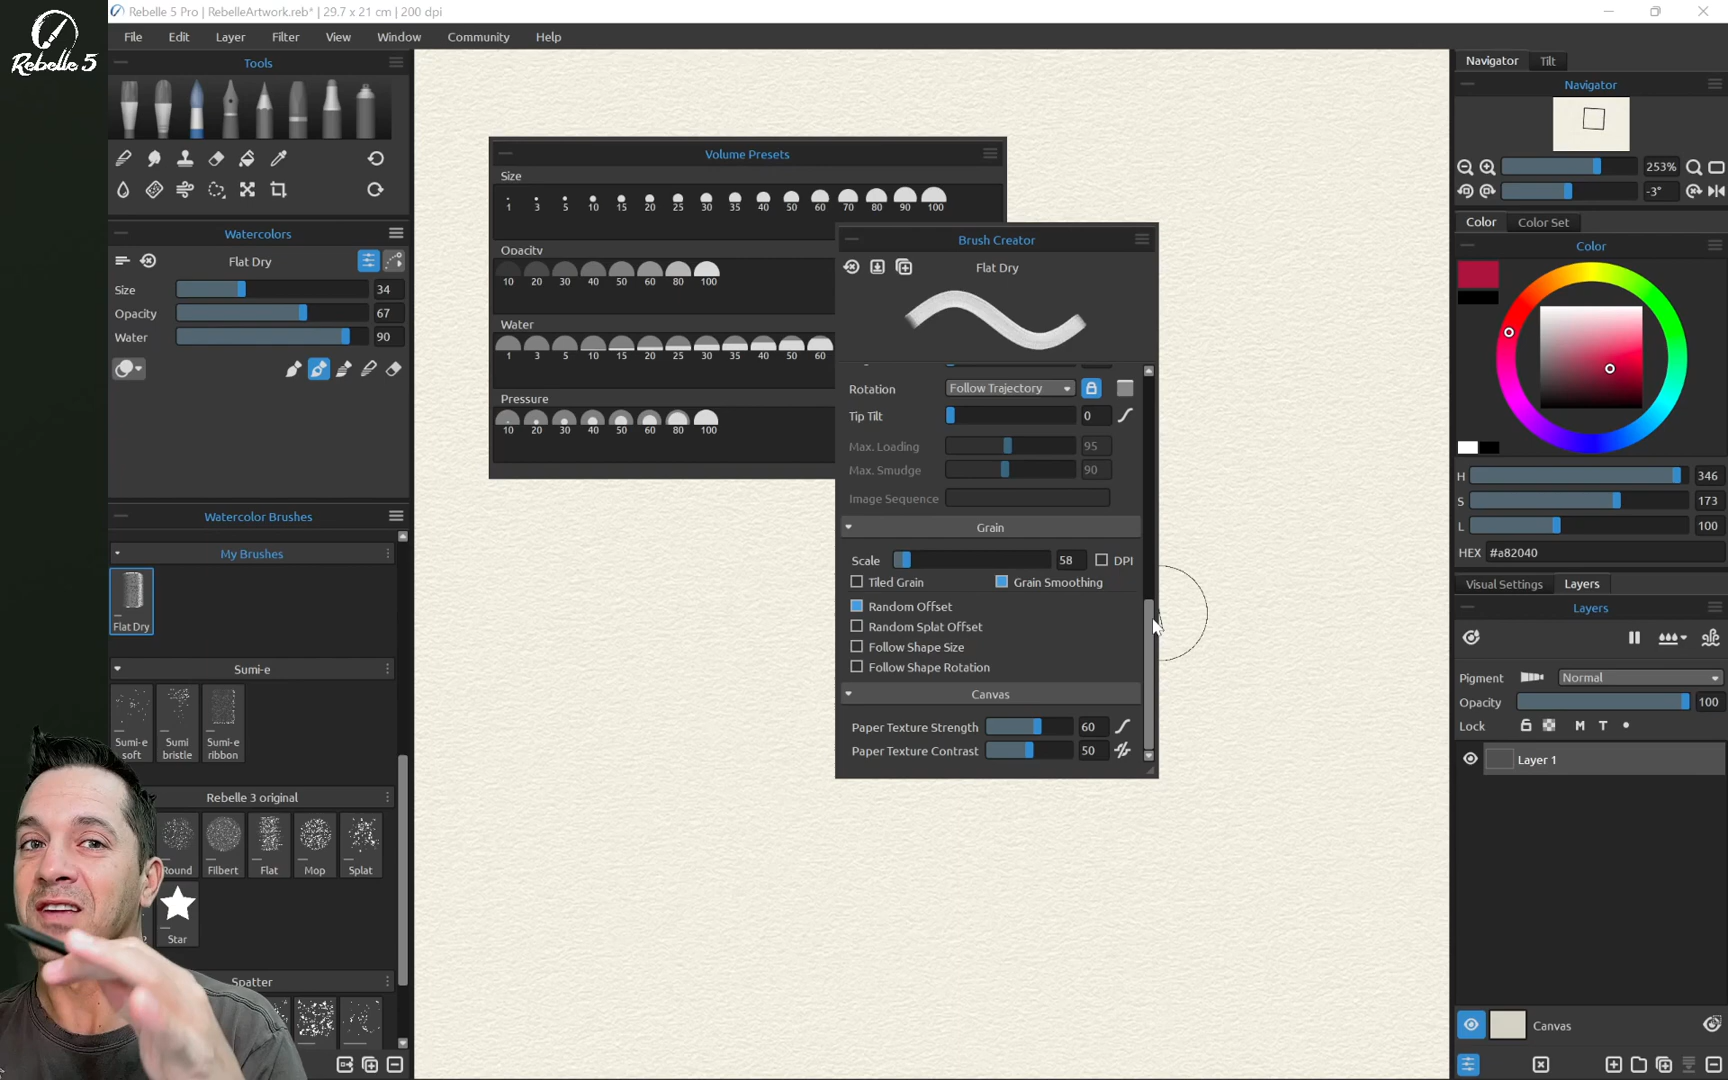 Rebelle 5 Pro | RebelleArtwork.reb* | 29.7 x 21 cm | 200 dpi
Rebelle 5
File Edit Layer Filter View Window Community Help
Tools
Watercolors
Flat Dry
Size 34
Opacity 67
Water 90
Watercolor Brushes
My Brushes
Flat Dry
Sumi-e
Sumi-e soft
Sumi bristle
Sumi-e ribbon
Rebelle 3 original
Round Filbert Flat Mop Splat
Star
Spatter
Volume Presets
Size
1 3 5 10 15 20 25 30 35 40 50 60 70 80 90 100
Opacity
10 20 30 40 50 60 80 100
Water
1 3 5 10 15 20 25 30 35 40 50 60
Pressure
10 20 30 40 50 60 80 100
Brush Creator
Flat Dry
Rotation Follow Trajectory
Tip Tilt 0
Max. Loading 95
Max. Smudge 90
Image Sequence
Grain
Scale 58 DPI
Tiled Grain Grain Smoothing
Random Offset
Random Splat Offset
Follow Shape Size
Follow Shape Rotation
Canvas
Paper Texture Strength 60
Paper Texture Contrast 50
Navigator Tilt
Navigator
253%
-3°
Color Color Set
Color
H 346
S 173
L 100
HEX #a82040
Visual Settings Layers
Layers
Pigment Normal
Opacity 100
Lock M T
Layer 1
Canvas